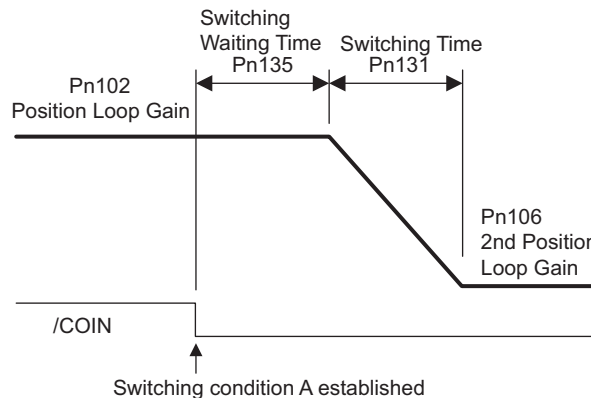 Switching
Waiting Time
Pn135
Switching Time
Pn131
Pn102
Position Loop Gain
Pn106
2nd Position
Loop Gain
/COIN
Switching condition A established